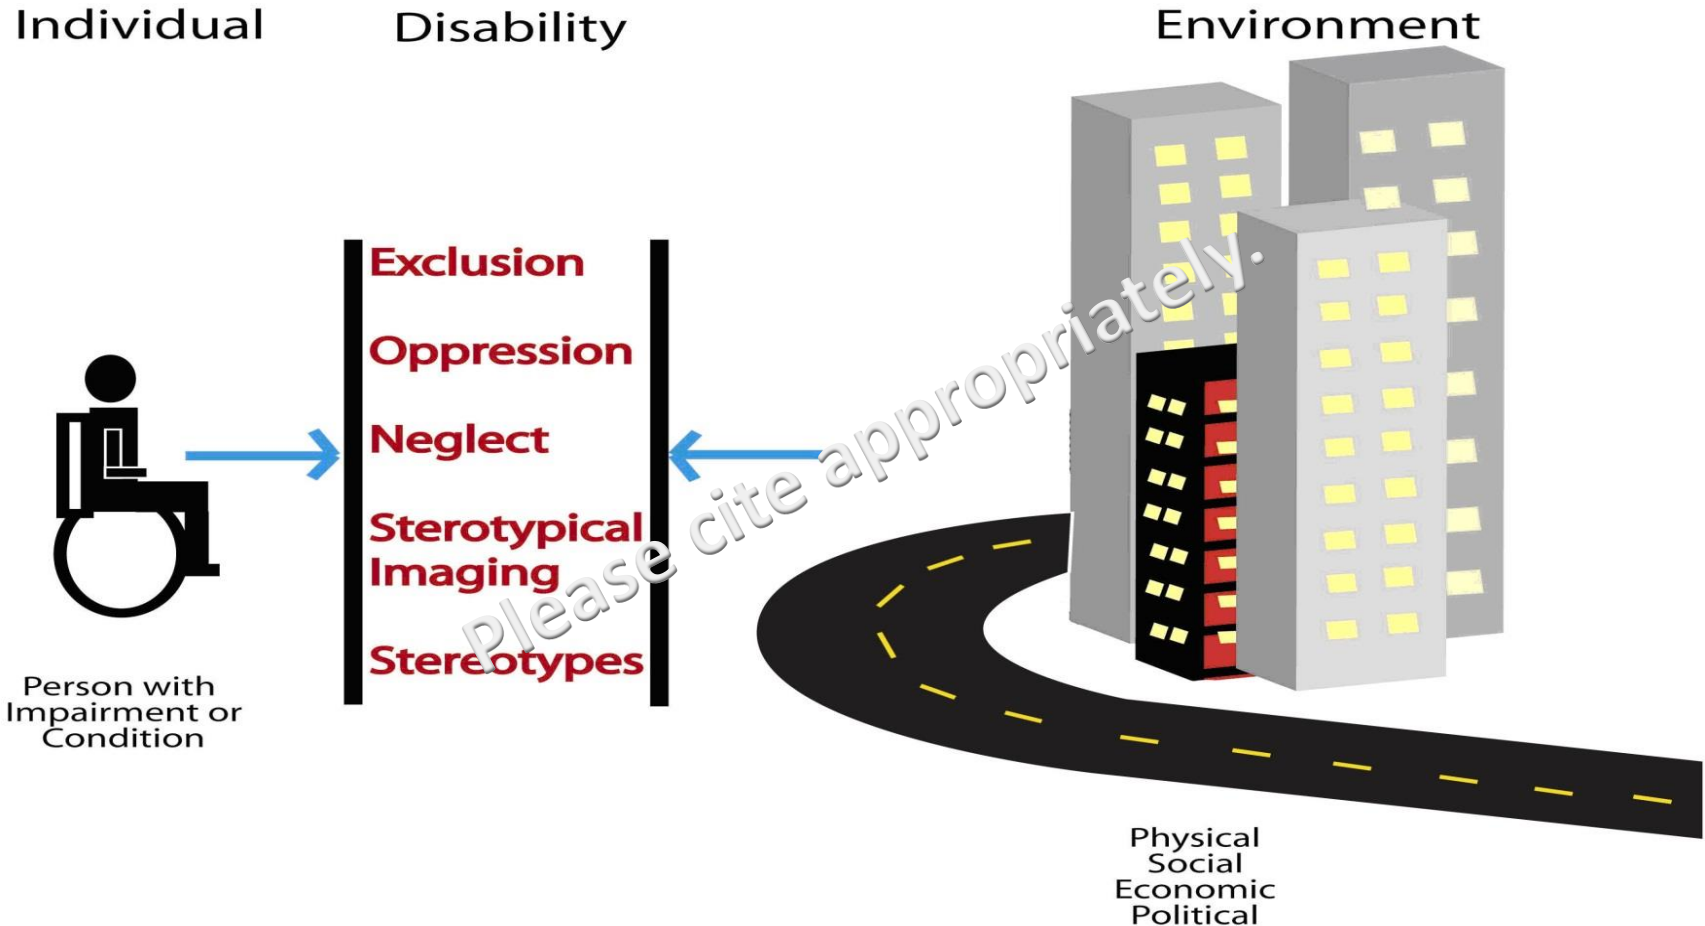 Individual
Disability
Environment
Exclusion
Oppression
Neglect
Sterotypical
Imaging
Stereotypes
Person with
Impairment or
Condition
Please cite appropriately.
Physical
Social
Economic
Political